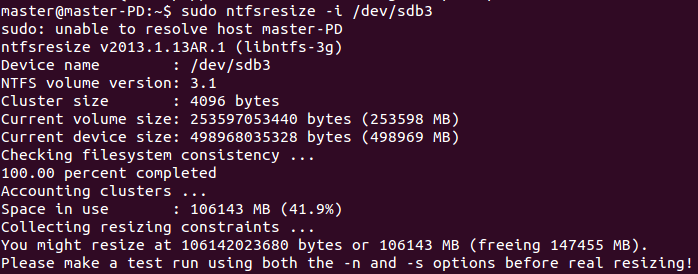 master@master-PD:~$ sudo ntfsresize -i /dev/sdb3
sudo: unable to resolve host master-PD
ntfsresize v2013.1.13AR.1 (libntfs-3g)
Device name        : /dev/sdb3
NTFS volume version: 3.1
Cluster size       : 4096 bytes
Current volume size: 253597053440 bytes (253598 MB)
Current device size: 498968035328 bytes (498969 MB)
Checking filesystem consistency ...
100.00 percent completed
Accounting clusters ...
Space in use       : 106143 MB (41.9%)
Collecting resizing constraints ...
You might resize at 106142023680 bytes or 106143 MB (freeing 147455 MB).
Please make a test run using both the -n and -s options before real resizing!